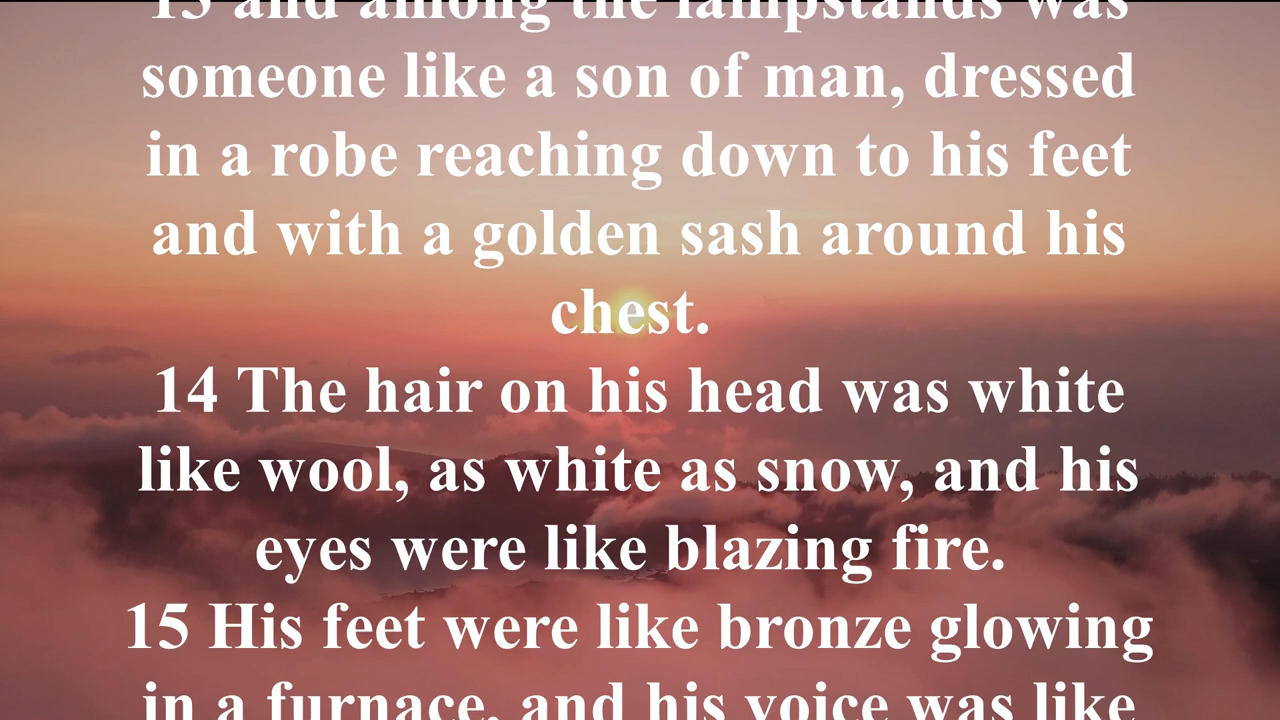 13 and among the lampstands was
someone like a son of man, dressed
in a robe reaching down to his feet
and with a golden sash around his
chest.
14 The hair on his head was white
like wool, as white as snow, and his
eyes were like blazing fire.
15 His feet were like bronze glowing
in a furnace, and his voice was like